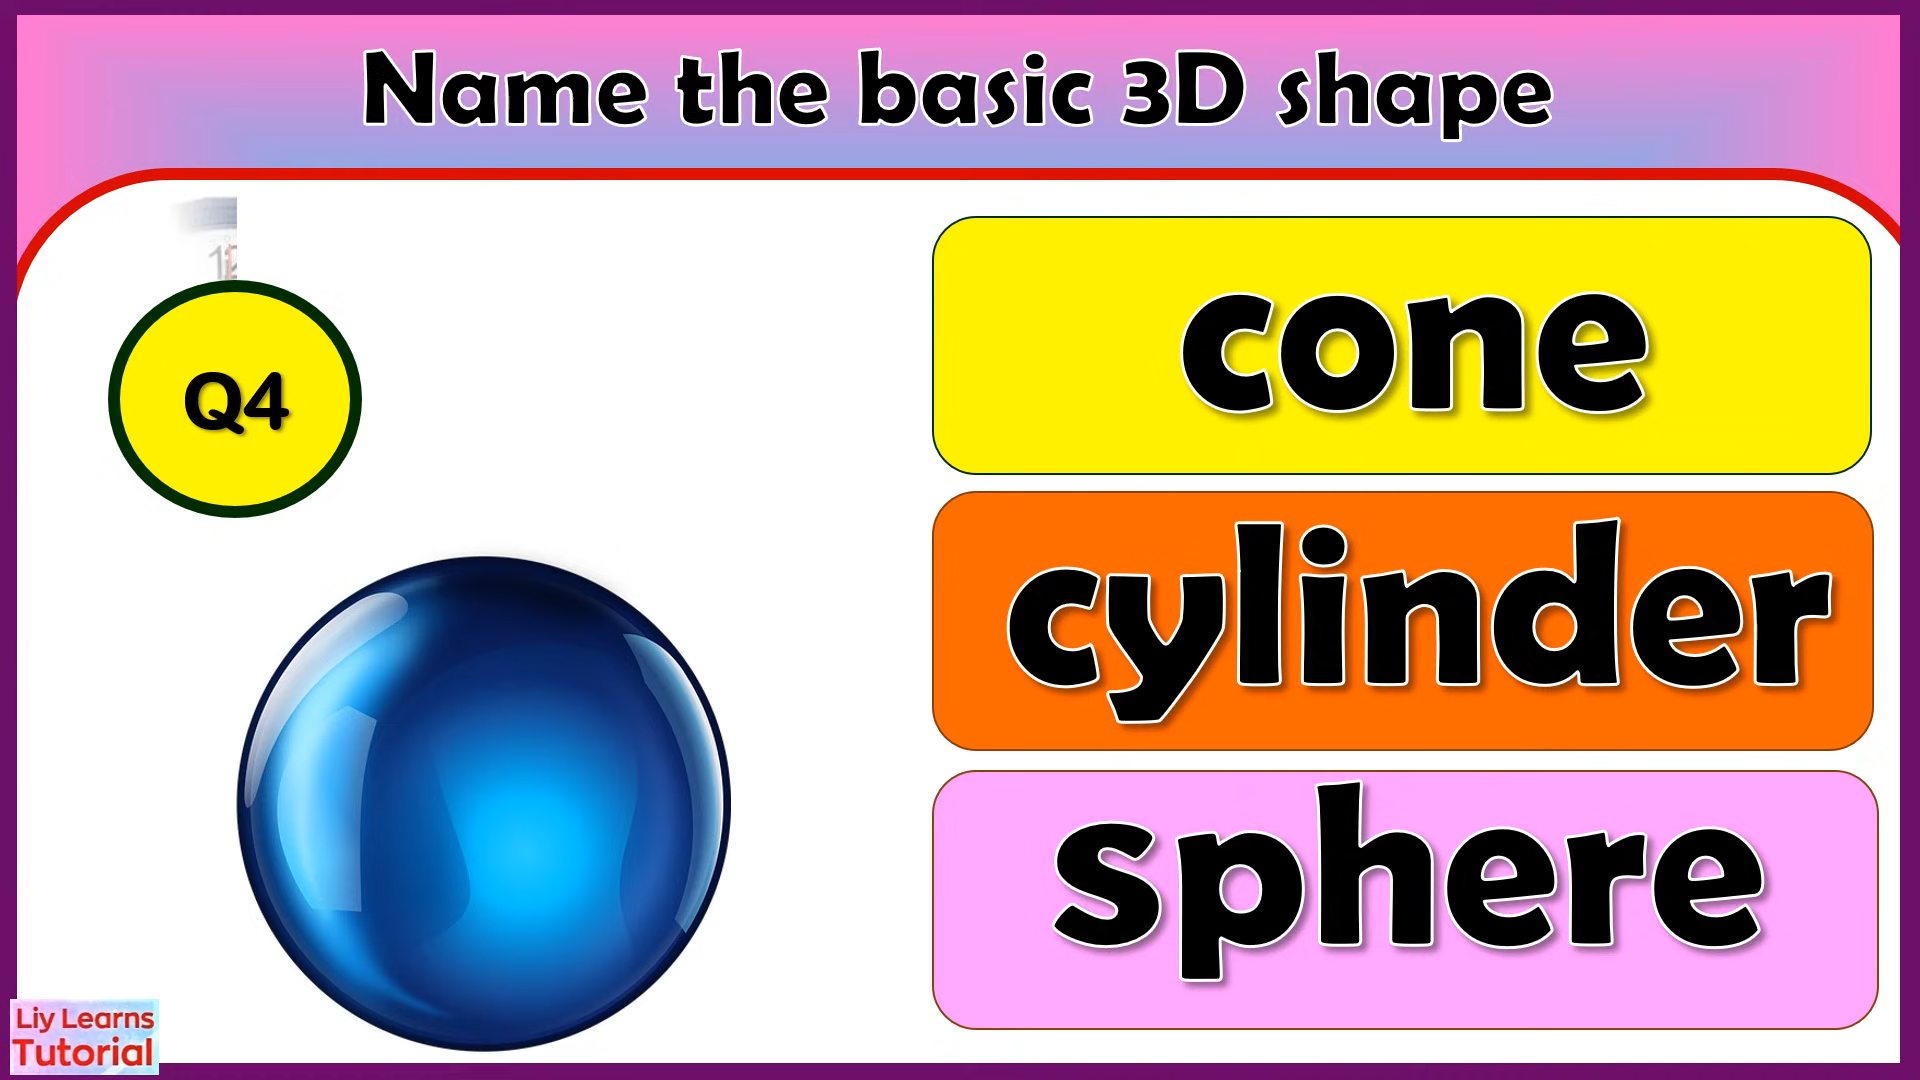 Name the basic 3D shape
Q4
cone
cylinder
sphere
Liy Learns
Tutorial